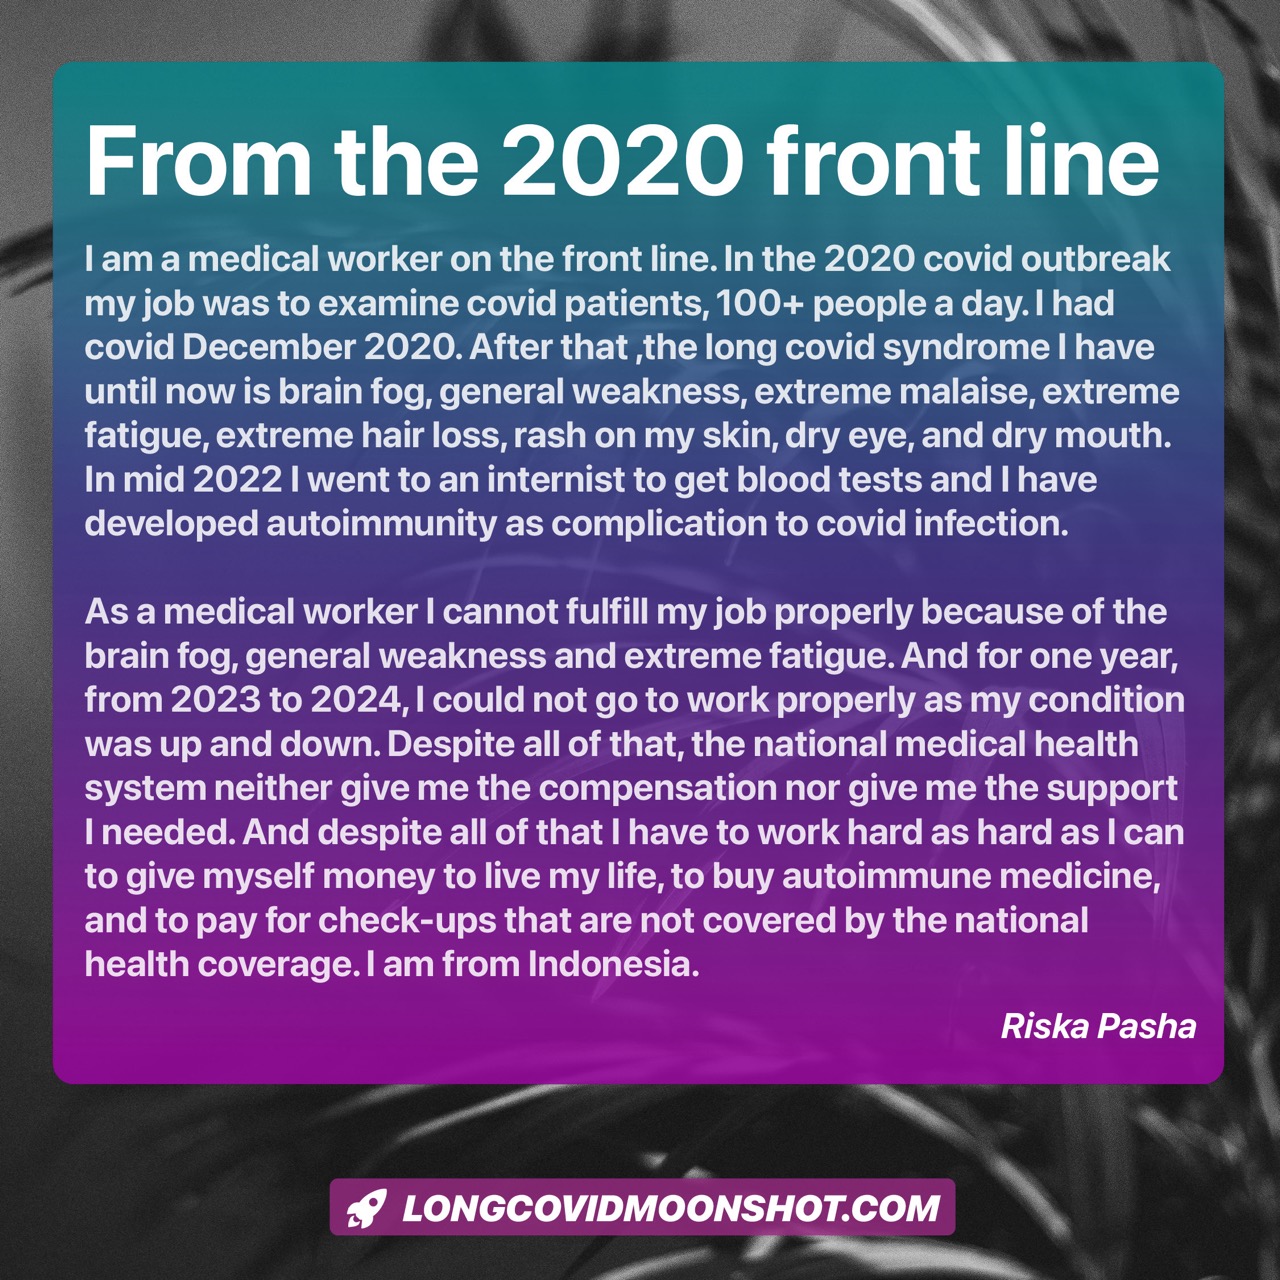 From the 2020 front line
I am a medical worker on the front line. In the 2020 covid outbreak
my job was to examine covid patients, 100+ people a day. I had
covid December 2020. After that ,the long covid syndrome I have
until now is brain fog, general weakness, extreme malaise, extreme
fatigue, extreme hair loss, rash on my skin, dry eye, and dry mouth.
In mid 2022 I went to an internist to get blood tests and I have
developed autoimmunity as complication to covid infection.
As a medical worker I cannot fulfill my job properly because of the
brain fog, general weakness and extreme fatigue. And for one year,
from 2023 to 2024, I could not go to work properly as my condition
was up and down. Despite all of that, the national medical health
system neither give me the compensation nor give me the support
I needed. And despite all of that I have to work hard as hard as I can
to give myself money to live my life, to buy autoimmune medicine,
and to pay for check-ups that are not covered by the national
health coverage. I am from Indonesia.
Riska Pasha
LONGCOVIDMOONSHOT.COM